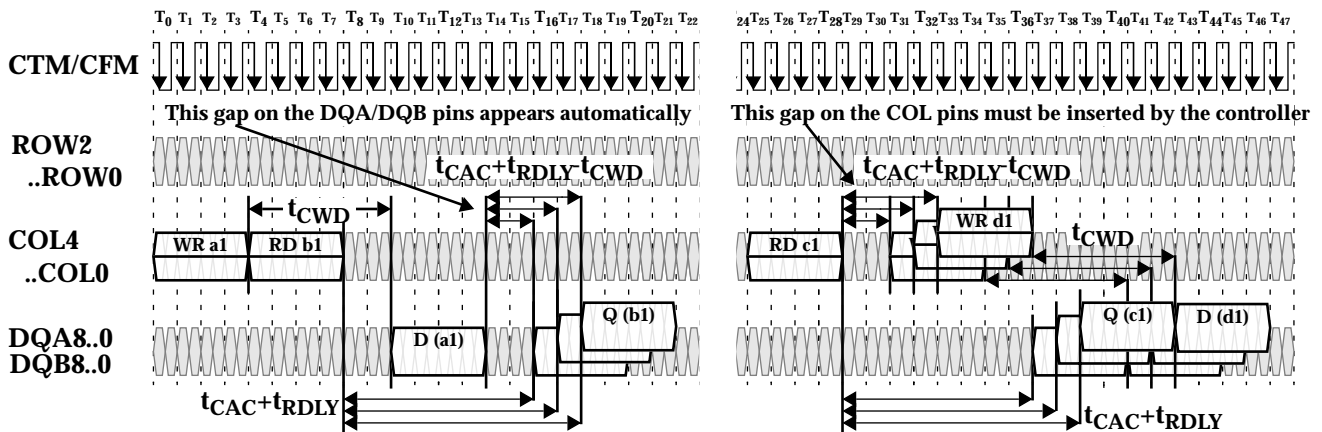 T0 T1 T2 T3 T4 T5 T6 T7 T8 T9 T10 T11 T12 T13 T14 T15 T16 T17 T18 T19 T20 T21 T22
24 T25 T26 T27 T28 T29 T30 T31 T32 T33 T34 T35 T36 T37 T38 T39 T40 T41 T42 T43 T44 T45 T46 T47
CTM/CFM
This gap on the DQA/DQB pins appears automatically
This gap on the COL pins must be inserted by the controller
ROW2
..ROW0
tCAC+tRDLY-tCWD
tCAC+tRDLY-tCWD
tCWD
WR d1
COL4
..COL0
WR a1
RD b1
RD c1
tCWD
DQA8..0
DQB8..0
D (a1)
Q (b1)
Q (c1)
D (d1)
tCAC+tRDLY
tCAC+tRDLY